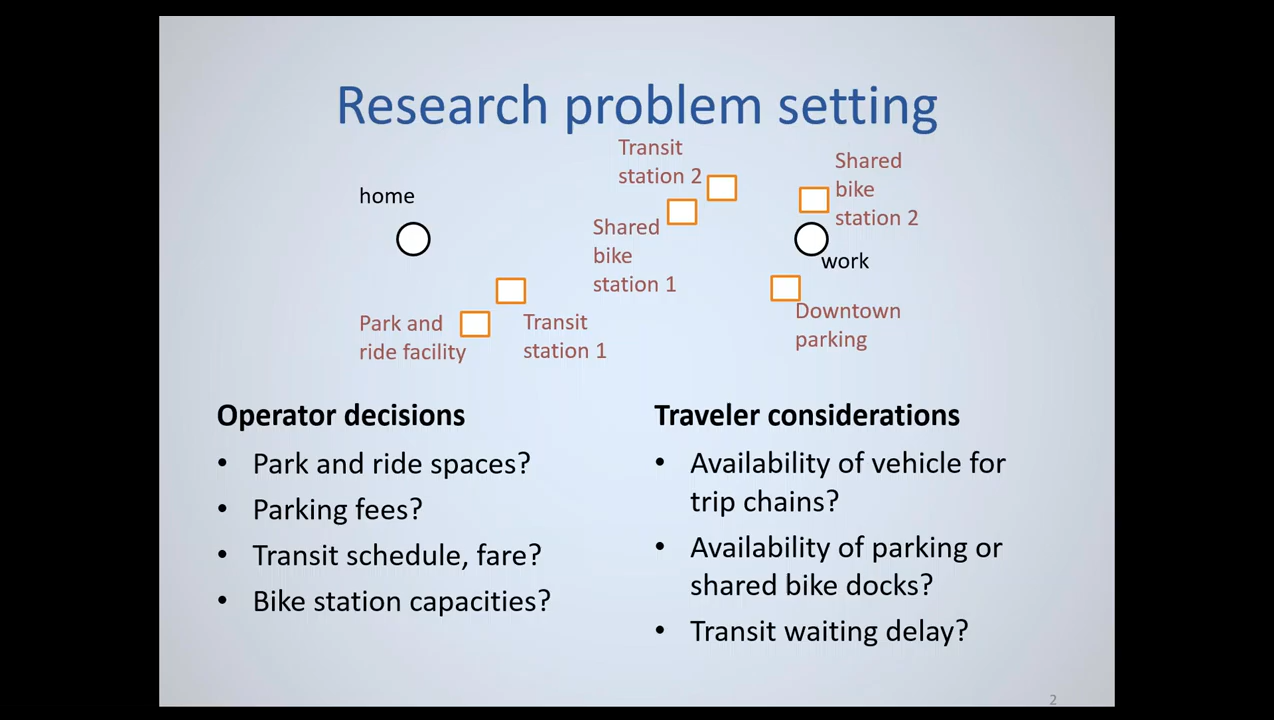 Research problem setting
Transit
station 2
Shared
bike
station 2
home
Shared
bike
station 1
work
Park and
ride facility
Transit
station 1
Downtown
parking
Operator decisions
• Park and ride spaces?
• Parking fees?
• Transit schedule, fare?
• Bike station capacities?
Traveler considerations
• Availability of vehicle for
trip chains?
• Availability of parking or
shared bike docks?
• Transit waiting delay?
2